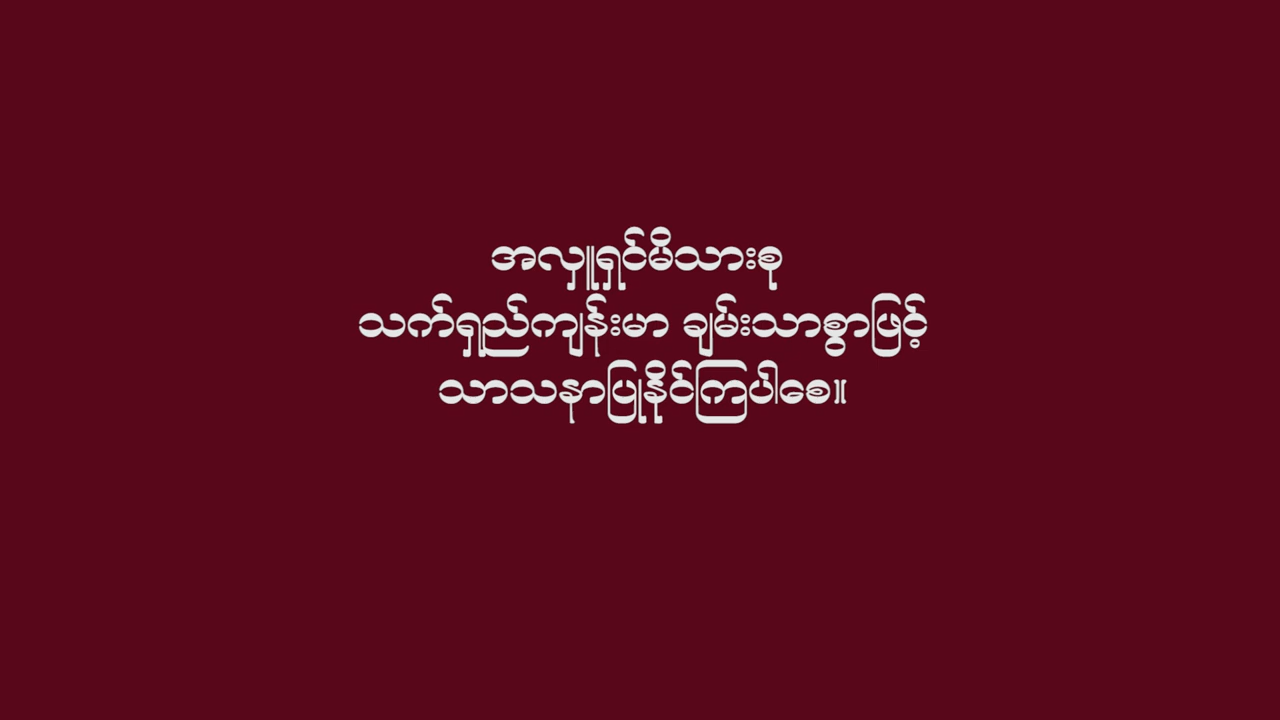 အလှူရှင်မိသားစု
သက်ရှည်ကျန်းမာ ချမ်းသာစွာဖြင့်
သာသနာပြုနိုင်ကြပါစေ။